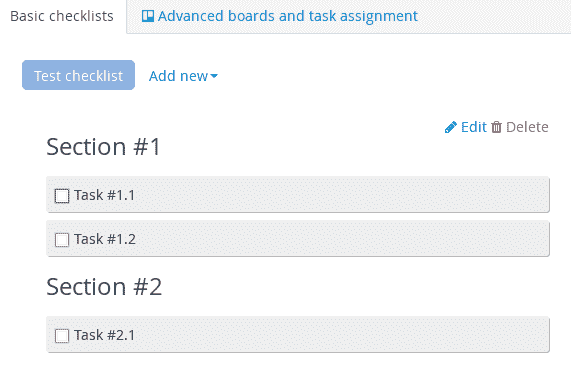 Basic checklists Advanced boards and task assignment
Test checklist Add new
Edit Delete
Section #1
Task #1.1
Task #1.2
Section #2
Task #2.1